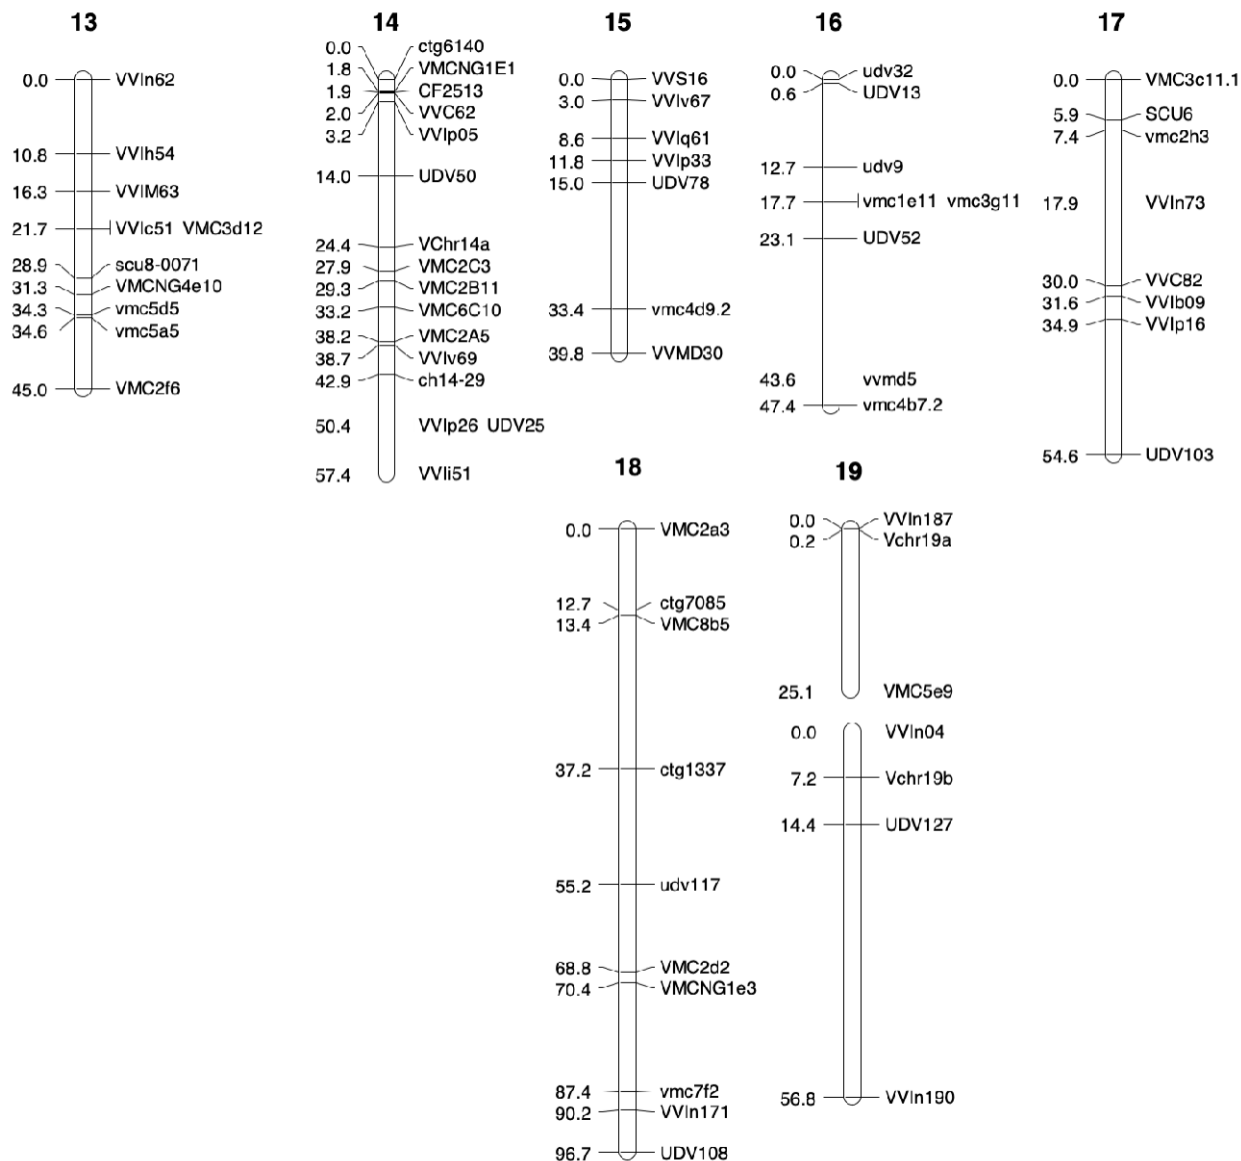 13
0.0 VVIn62
10.8 VVIh54
16.3 VVIM63
21.7 VVIc51 VMC3d12
28.9 scu8-0071
31.3 VMCNG4e10
34.3 vmc5d5
34.6 vmc5a5
45.0 VMC2f6
14
0.0 ctg6140
1.8 VMCNG1E1
1.9 CF2513
2.0 VVC62
3.2 VVIp05
14.0 UDV50
24.4 VChr14a
27.9 VMC2C3
29.3 VMC2B11
33.2 VMC6C10
38.2 VMC2A5
38.7 VVIv69
42.9 ch14-29
50.4 VVIp26 UDV25
57.4 VVIi51
15
0.0 VVS16
3.0 VVIv67
8.6 VVIq61
11.8 VVIp33
15.0 UDV78
33.4 vmc4d9.2
39.8 VVMD30
16
0.0 udv32
0.6 UDV13
12.7 udv9
17.7 vmc1e11 vmc3g11
23.1 UDV52
43.6 vvmd5
47.4 vmc4b7.2
17
0.0 VMC3c11.1
5.9 SCU6
7.4 vmc2h3
17.9 VVIn73
30.0 VVC82
31.6 VVIb09
34.9 VVIp16
54.6 UDV103
18
0.0 VMC2a3
12.7 ctg7085
13.4 VMC8b5
37.2 ctg1337
55.2 udv117
68.8 VMC2d2
70.4 VMCNG1e3
87.4 vmc7f2
90.2 VVIn171
96.7 UDV108
19
0.0 VVIn187
0.2 Vchr19a
25.1 VMC5e9
0.0 VVIn04
7.2 Vchr19b
14.4 UDV127
56.8 VVIn190